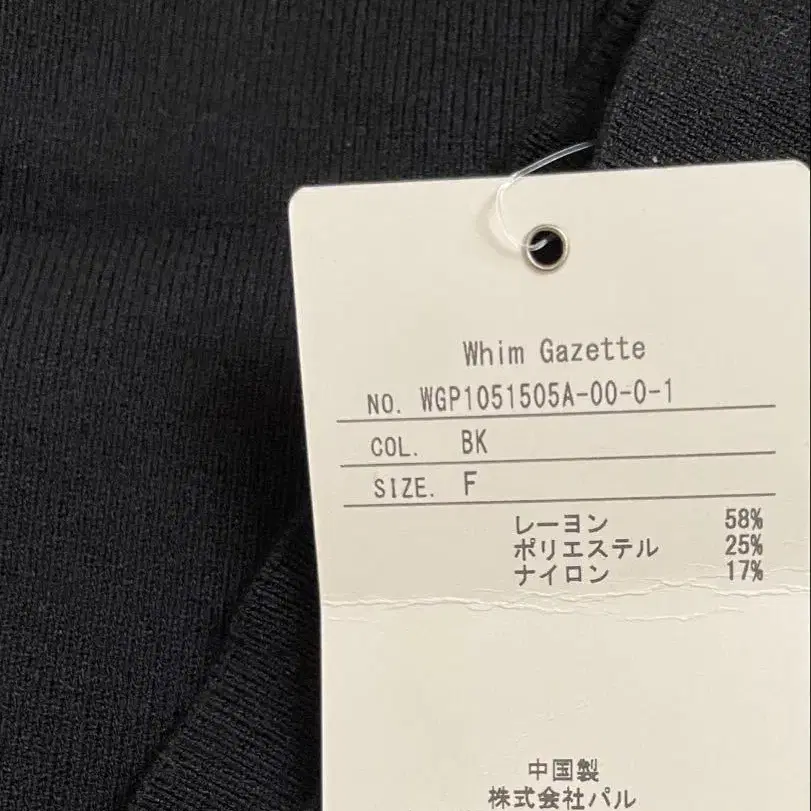 Whim Gazette
NO. WGP1051505A-00-0-1
COL. BK
SIZE. F
レーヨン 58%
ポリエステル 25%
ナイロン 17%
中国製
株式会社パル